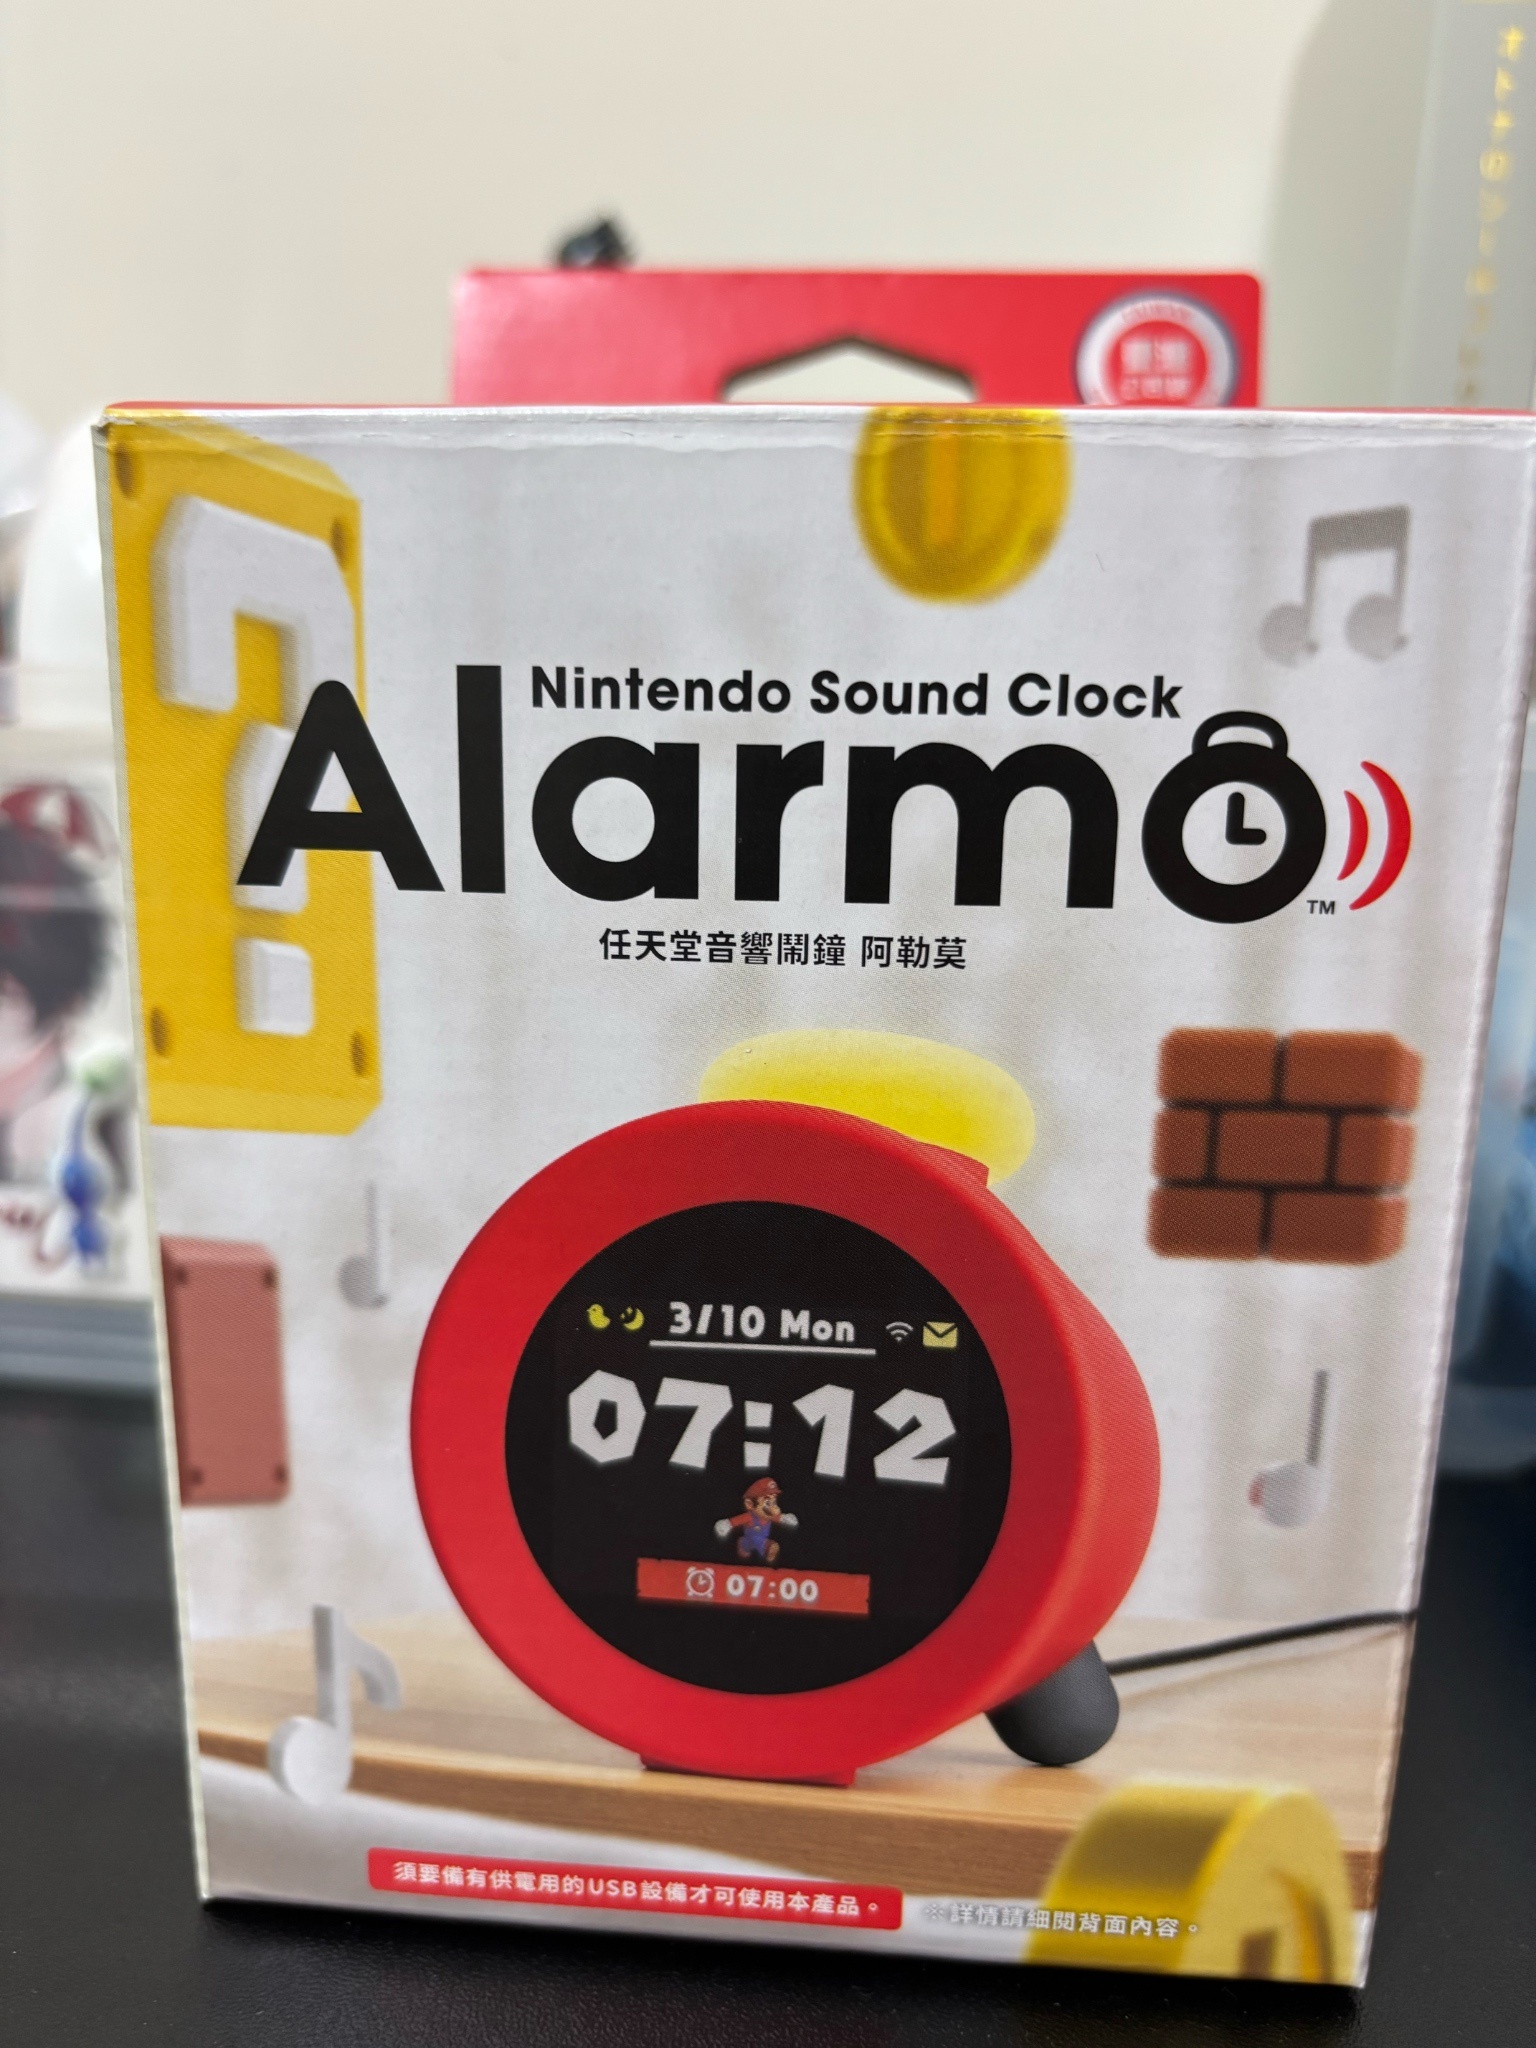 Nintendo Sound Clock
Alarmo
TM
任天堂音響鬧鐘 阿勒莫
3/10 Mon
07:12
07:00
須要備有供電用的USB設備才可使用本產品。
※詳情請細閱背面內容。